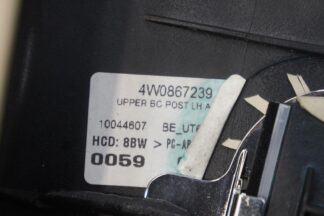 4W0867239
UPPER BC POST LH A
10044607 BE_UT
HCD: 8BW > PC-A
0059